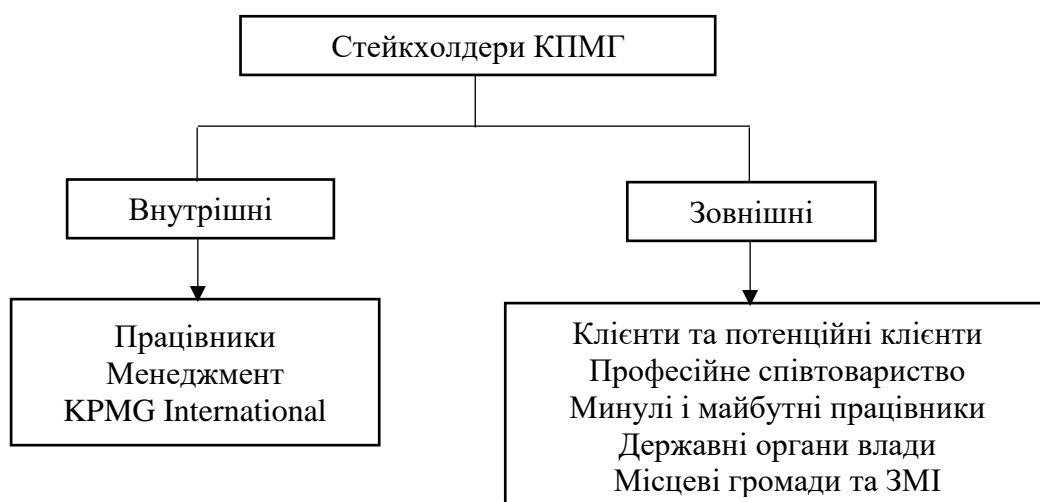 Стейкхолдери КПМГ
Внутрішні
Зовнішні
Працівники
Менеджмент
KPMG International
Клієнти та потенційні клієнти
Професійне співтовариство
Минулі і майбутні працівники
Державні органи влади
Місцеві громади та ЗМІ